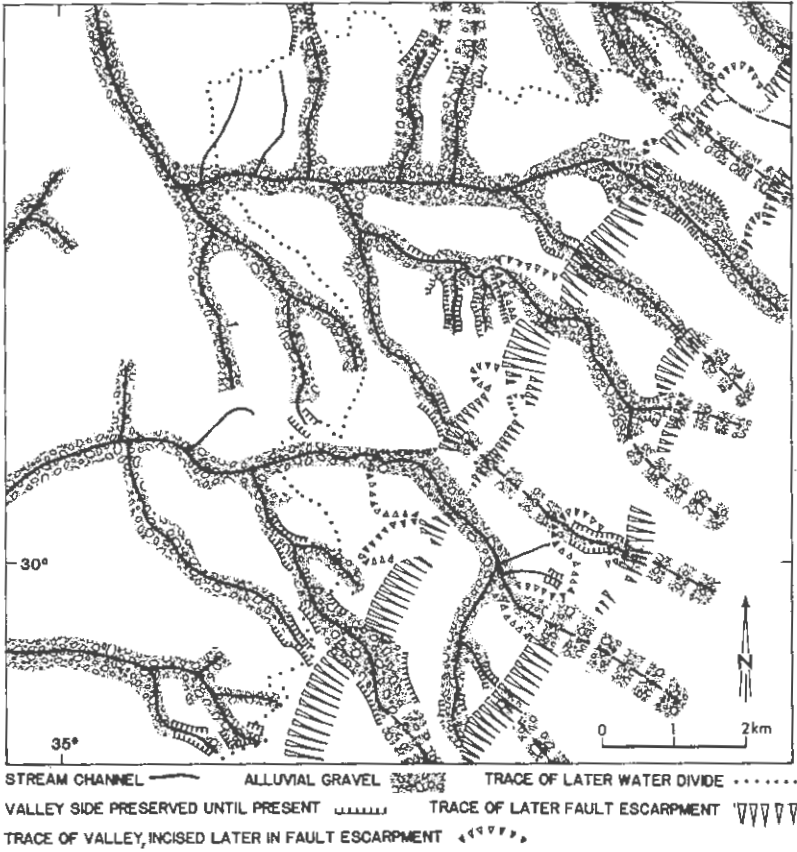 30°
35°
N
0 1 2km
STREAM CHANNEL ALLUVIAL GRAVEL TRACE OF LATER WATER DIVIDE
VALLEY SIDE PRESERVED UNTIL PRESENT TRACE OF LATER FAULT ESCARPMENT
TRACE OF VALLEY, INCISED LATER IN FAULT ESCARPMENT